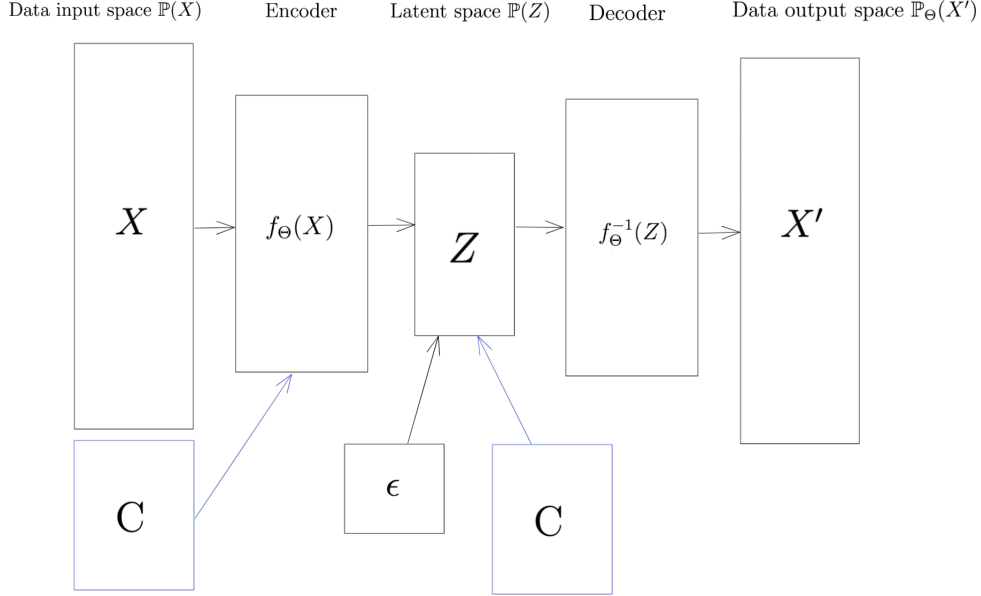 Data input space ℙ(X) Encoder Latent space ℙ(Z) Decoder Data output space ℙ_Θ(X′)
X
f_Θ(X)
Z
f_Θ^{-1}(Z)
X′
C
ϵ
C